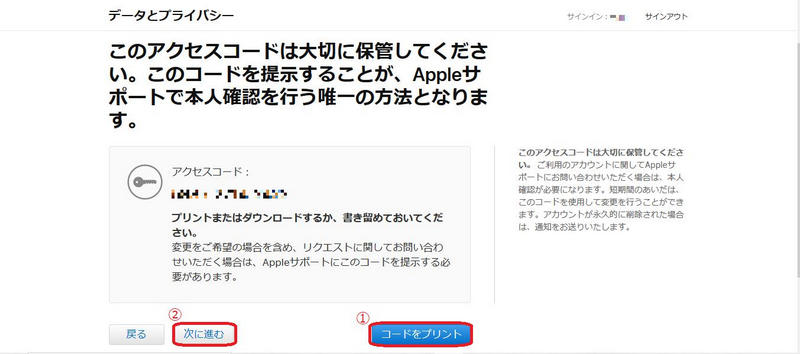 データとプライバシー
サインイン：
サインアウト
このアクセスコードは大切に保管してくださ
い。このコードを提示することが、Appleサ
ポートで本人確認を行う唯一の方法となりま
す。
アクセスコード：
プリントまたはダウンロードするか、書き留めておいてくだ
さい。
変更をご希望の場合を含め、リクエストに関してお問い合わ
せいただく場合は、Appleサポートにこのコードを提示する必
要があります。
このアクセスコードは大切に保管してくださ
い。ご利用のアカウントに関してAppleサ
ポートにお問い合わせいただく場合は、本人
確認が必要になります。短期間のあいだは、
このコードを使用して変更を行うことができ
ます。アカウントが永久的に削除された場合
は、通知をお送りいたします。
② ①
戻る
次に進む
コードをプリント